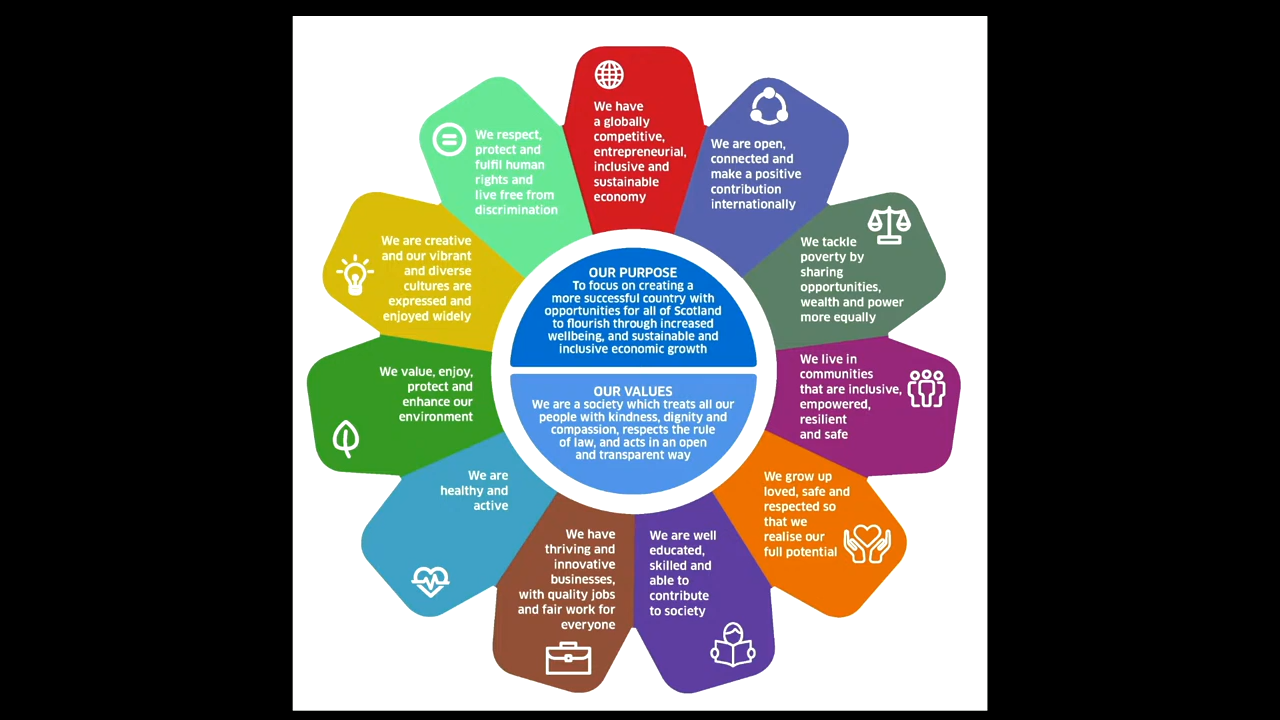 We have
a globally
competitive,
entrepreneurial,
inclusive and
sustainable
economy
We are open,
connected and
make a positive
contribution
internationally
We tackle
poverty by
sharing
opportunities,
wealth and power
more equally
We live in
communities
that are inclusive,
empowered,
resilient
and safe
We grow up
loved, safe and
respected so
that we
realise our
full potential
We are well
educated,
skilled and
able to
contribute
to society
We have
thriving and
innovative
businesses,
with quality jobs
and fair work for
everyone
We are
healthy and
active
We value, enjoy,
protect and
enhance our
environment
We are creative
and our vibrant
and diverse
cultures are
expressed and
enjoyed widely
We respect,
protect and
fulfil human
rights and
live free from
discrimination
OUR PURPOSE
To focus on creating a
more successful country with
opportunities for all of Scotland
to flourish through increased
wellbeing, and sustainable and
inclusive economic growth
OUR VALUES
We are a society which treats all our
people with kindness, dignity and
compassion, respects the rule
of law, and acts in an open
and transparent way